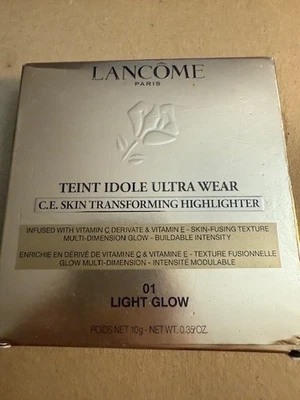 LANCÔME
PARIS
TEINT IDOLE ULTRA WEAR
C.E. SKIN TRANSFORMING HIGHLIGHTER
INFUSED WITH VITAMIN C DERIVATE & VITAMIN E - SKIN-FUSING TEXTURE
MULTI-DIMENSION GLOW - BUILDABLE INTENSITY
ENRICHIE EN DÉRIVÉ DE VITAMINE C & VITAMINE E - TEXTURE FUSIONNELLE
GLOW MULTI-DIMENSION - INTENSITÉ MODULABLE
01
LIGHT GLOW
POIDS NET 10g - NET WT. 0.35 OZ.